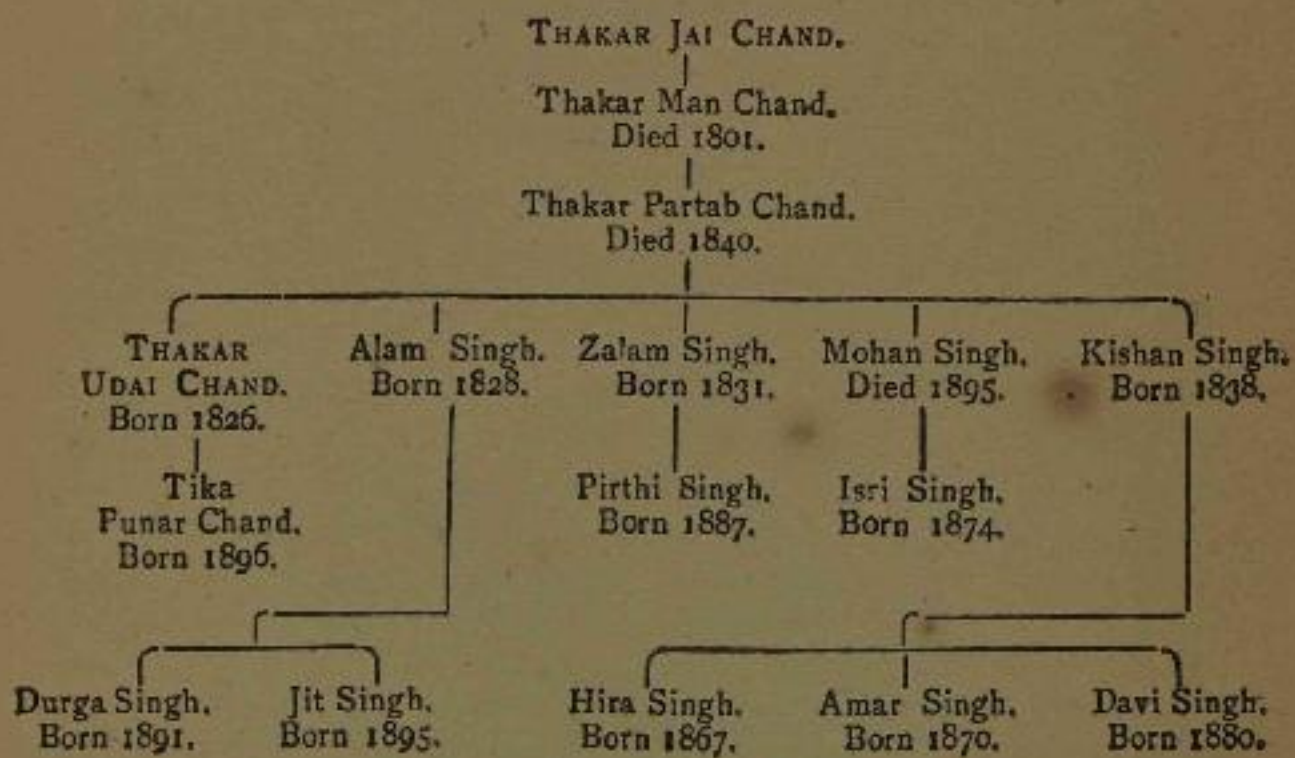 THAKAR JAI CHAND.
Thakar Man Chand.
Died 1801.
Thakar Partab Chand.
Died 1840.
THAKAR
UDAI CHAND.
Born 1826.
Alam Singh.
Born 1828.
Zalam Singh.
Born 1831.
Mohan Singh.
Died 1895.
Kishan Singh.
Born 1838.
Tika
Punar Chand.
Born 1896.
Pirthi Singh.
Born 1887.
Isri Singh.
Born 1874.
Durga Singh.
Born 1891.
Jit Singh.
Born 1895.
Hira Singh.
Born 1867.
Amar Singh.
Born 1870.
Davi Singh.
Born 1880.